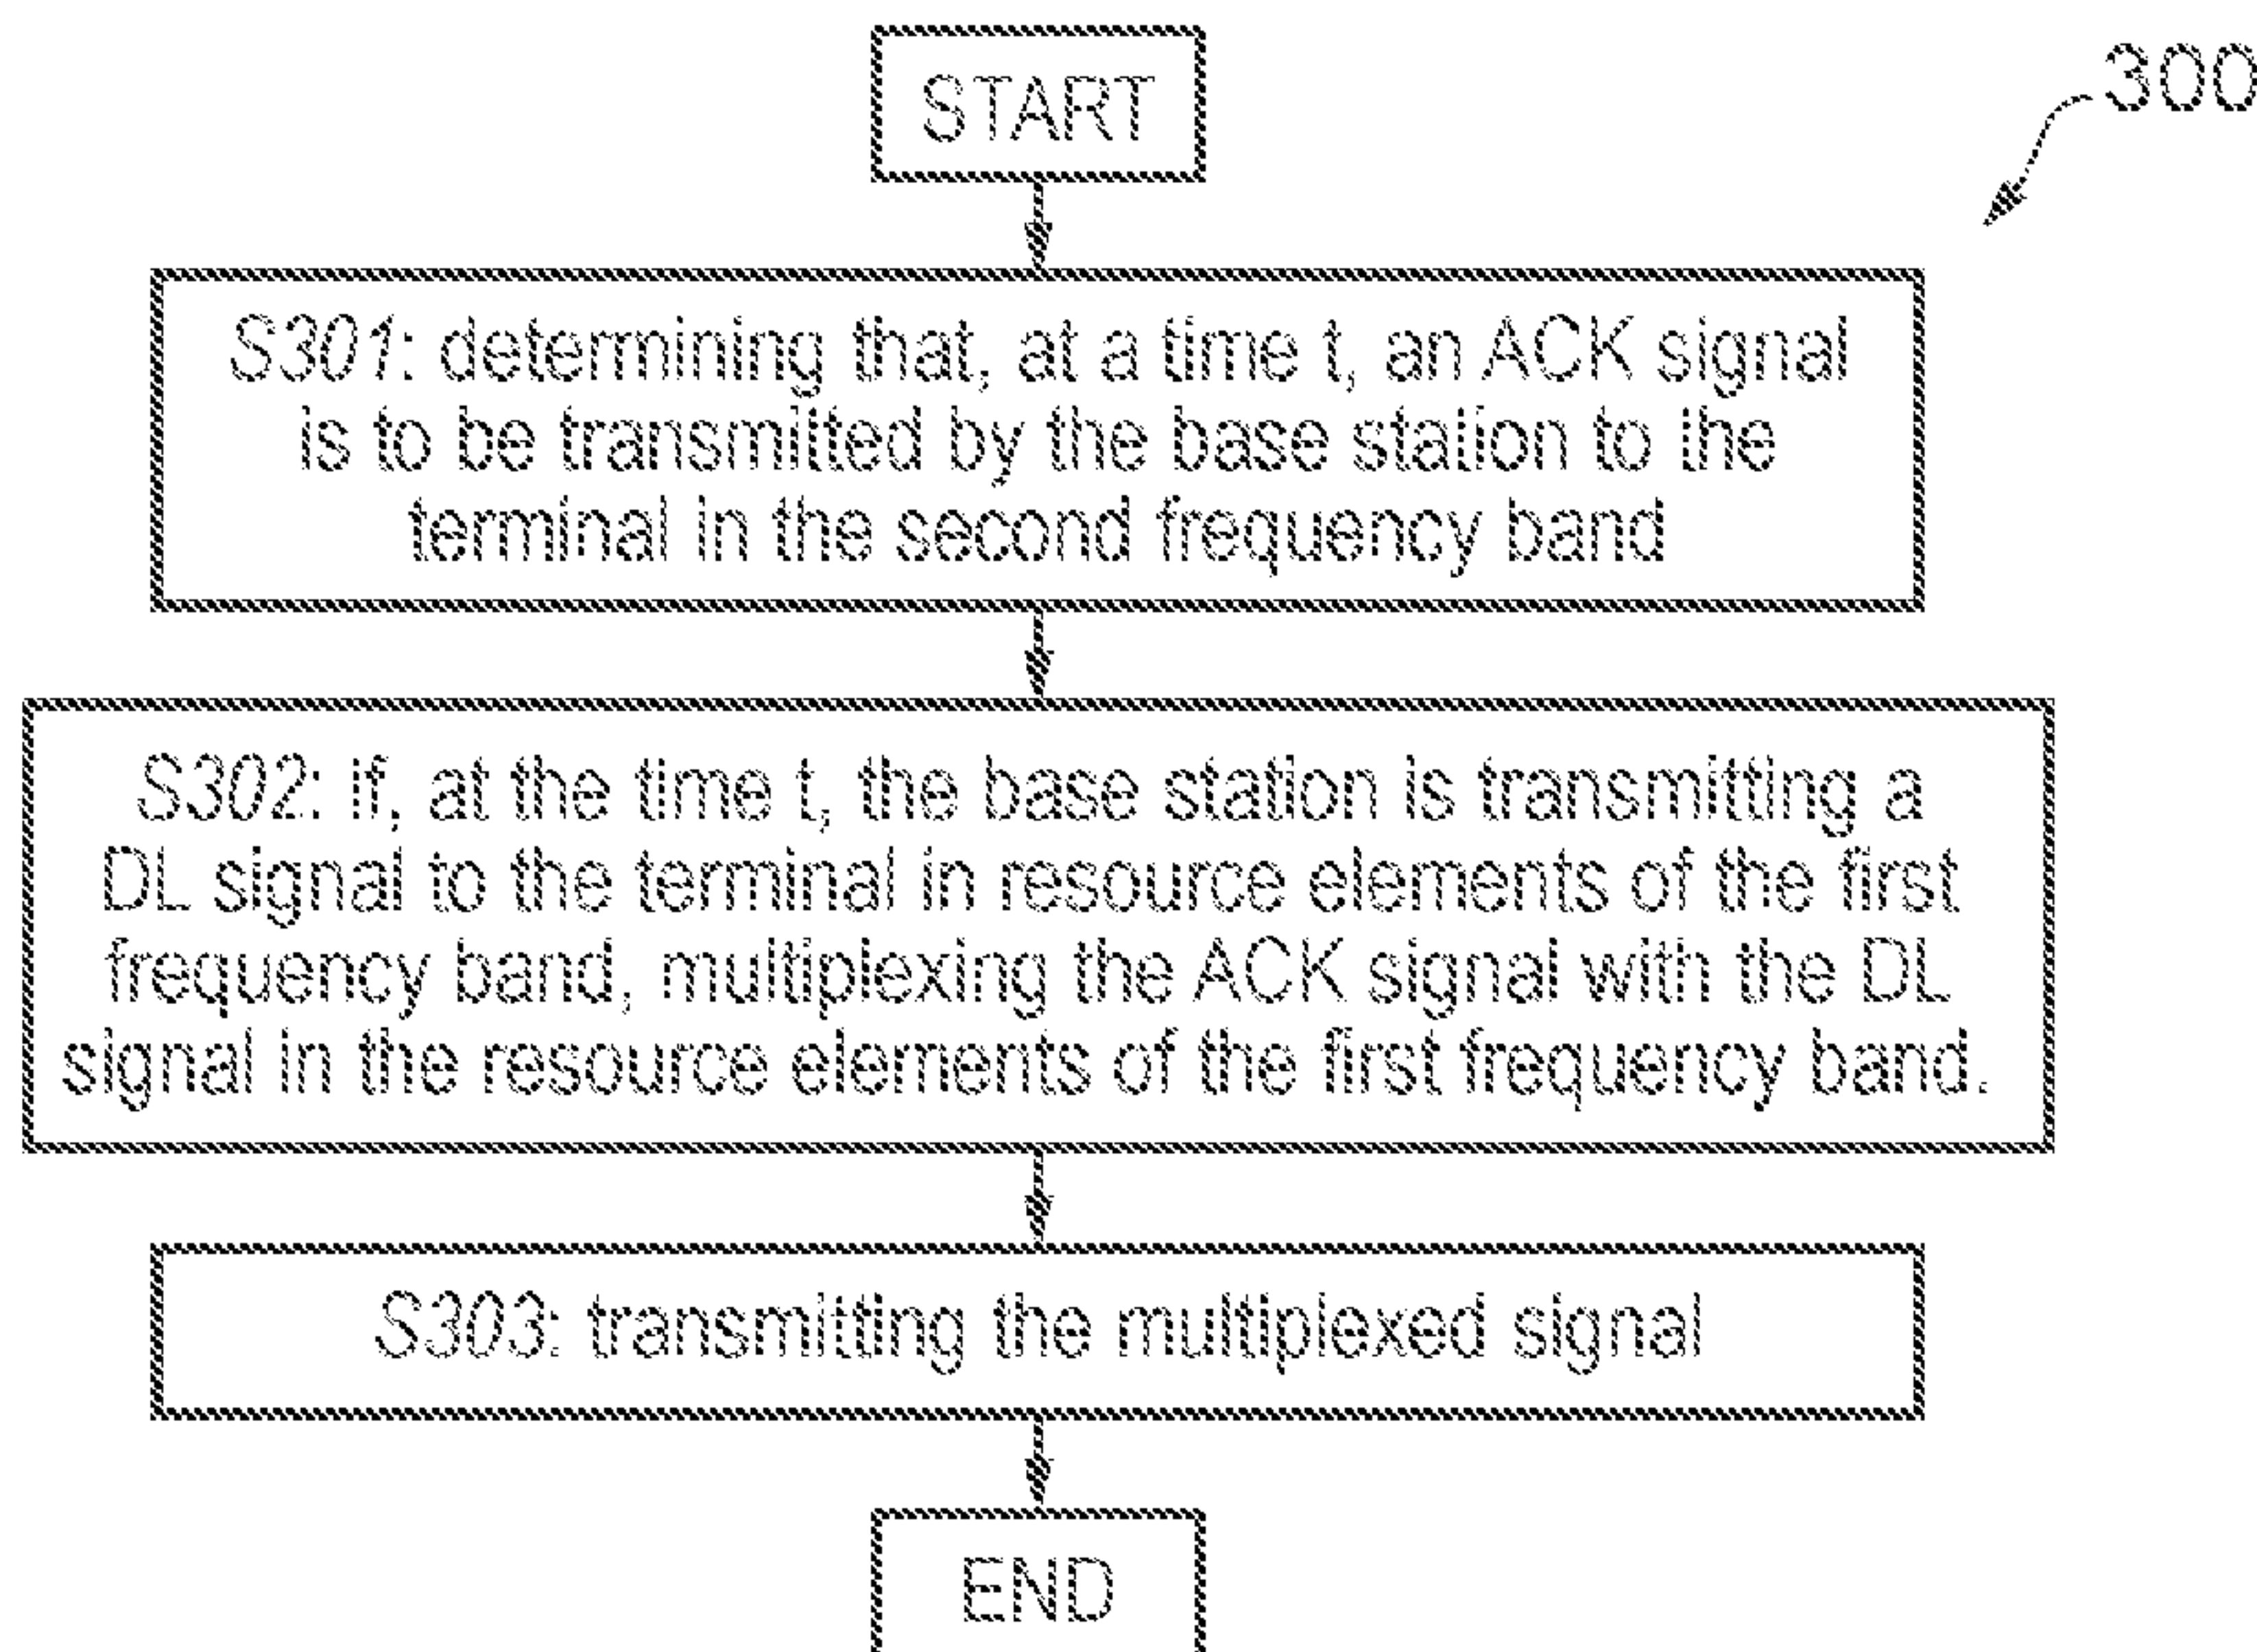 START
300
S301: determining that, at a time t, an ACK signal
is to be transmitted by the base station to the
terminal in the second frequency band
S302: if, at the time t, the base station is transmitting a
DL signal to the terminal in resource elements of the first
frequency band, multiplexing the ACK signal with the DL
signal in the resource elements of the first frequency band.
S303: transmitting the multiplexed signal
END